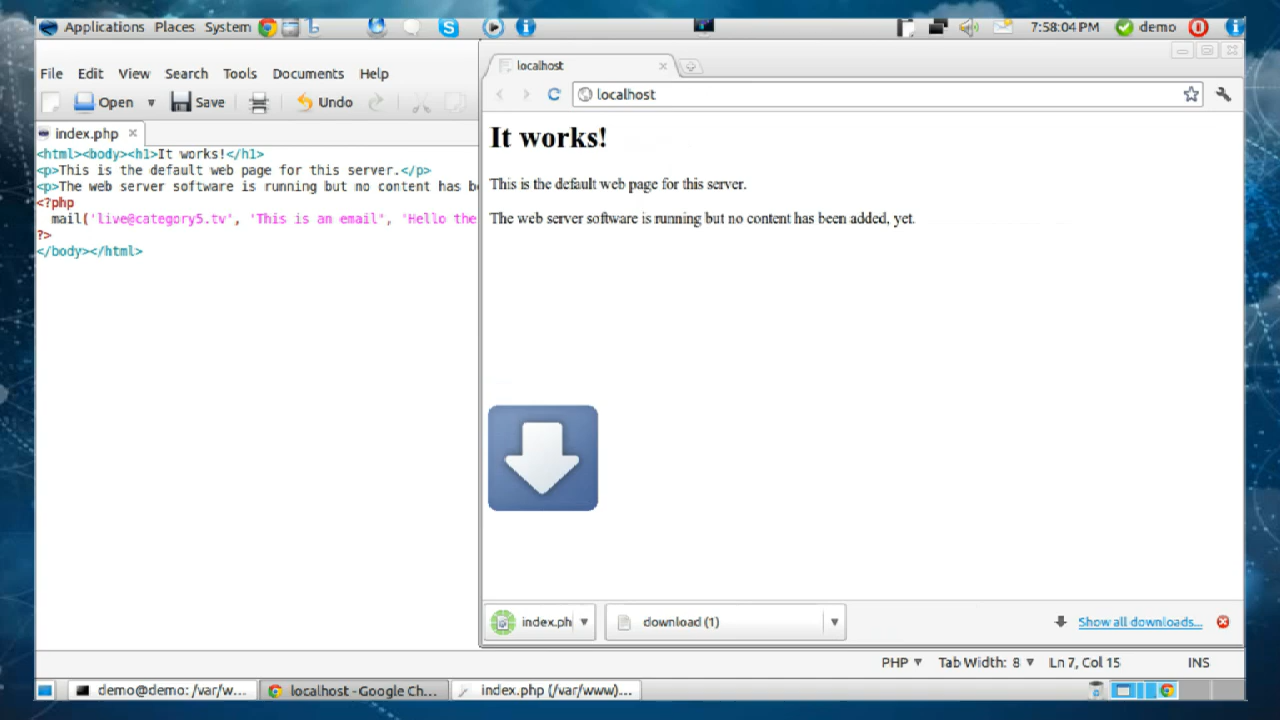 Applications Places System
7:58:04 PM demo
File Edit View Search Tools Documents Help
Open Save Undo
index.php
<html><body><h1>It works!</h1>
<p>This is the default web page for this server.</p>
<p>The web server software is running but no content has be
<?php
mail('live@category5.tv', 'This is an email', 'Hello the
?>
</body></html>
localhost
localhost
It works!
This is the default web page for this server.
The web server software is running but no content has been added, yet.
index.ph
download (1)
Show all downloads...
PHP Tab Width: 8 Ln 7, Col 15 INS
demo@demo: /var/w...
localhost - Google Ch...
index.php (/var/www)...